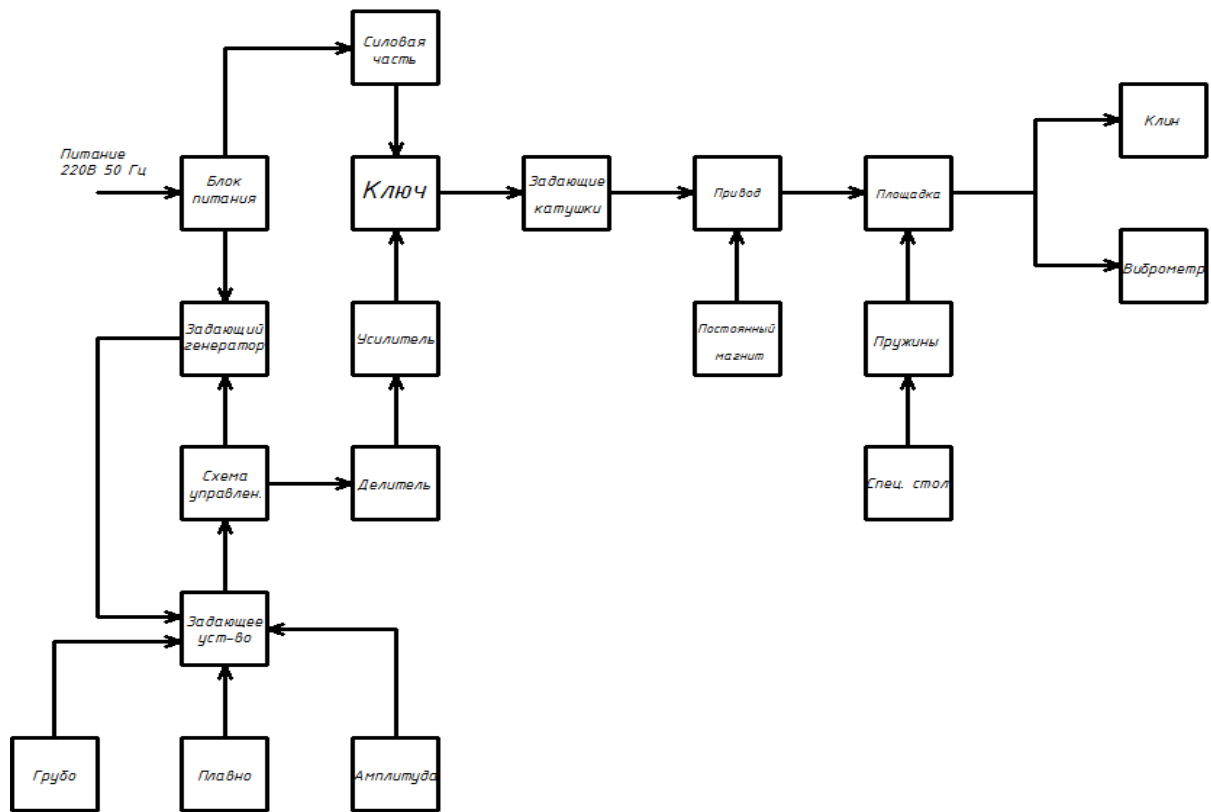 Силовая
часть
Питание
220В 50 Гц
Блок
питания
Ключ
Задающие
катушки
Привод
Площадка
Клин
Виброметр
Задающий
генератор
Усилитель
Постоянный
магнит
Пружины
Схема
управлен.
Делитель
Спец. стол
Задающее
уст-во
Грубо
Плавно
Амплитуда